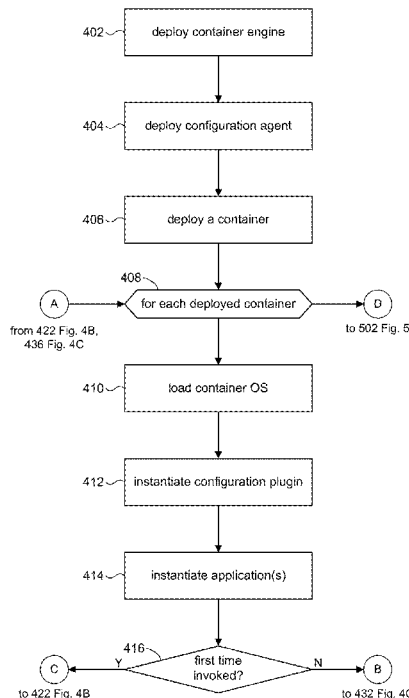 402
deploy container engine
404
deploy configuration agent
406
deploy a container
408
A
for each deployed container
D
from 422 Fig. 4B,
436 Fig. 4C
to 502 Fig. 5
410
load container OS
412
instantiate configuration plugin
414
instantiate application(s)
416
first time
invoked?
Y
N
C
B
to 422 Fig. 4B
to 432 Fig. 4C